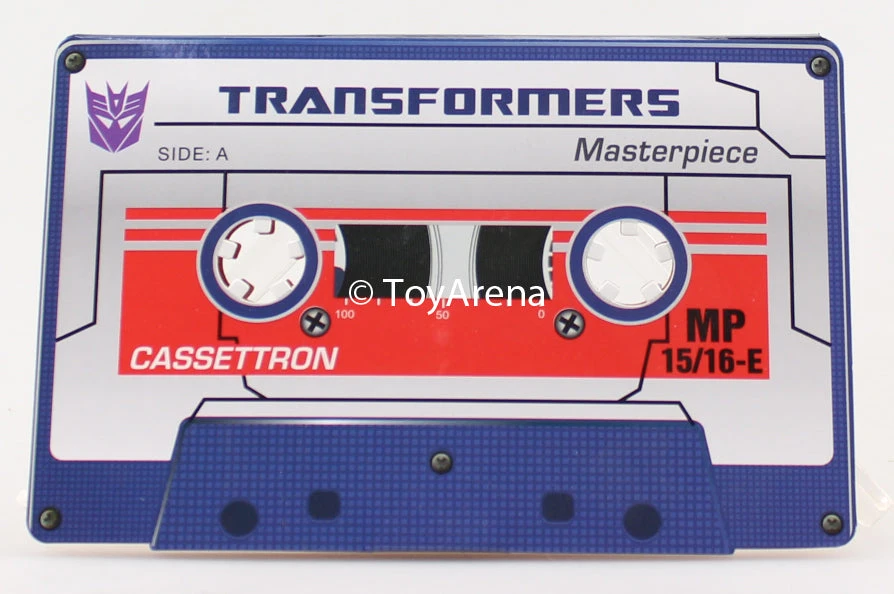 TRANSFORMERS
SIDE: A
Masterpiece
© ToyArena
100 50 0
CASSETTRON
MP
15/16-E